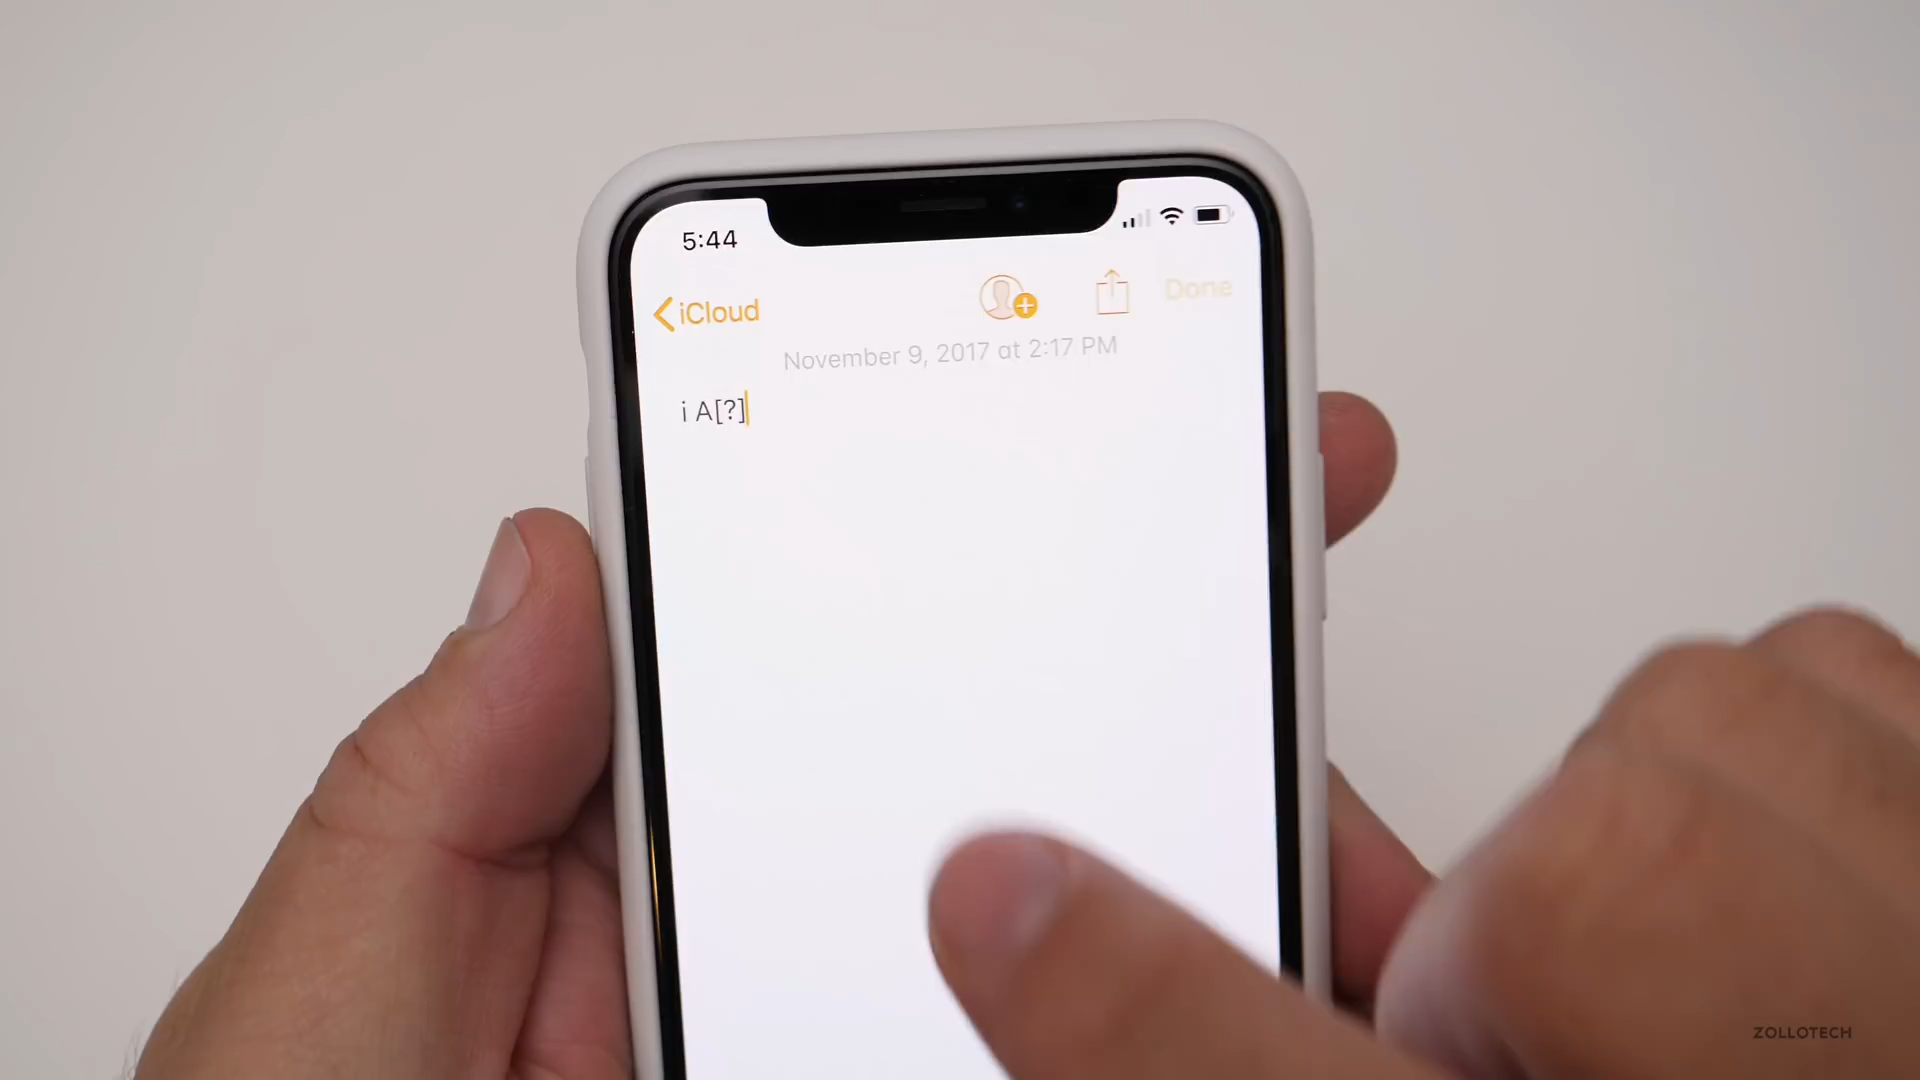 5:44
iCloud
Done
November 9, 2017 at 2:17 PM
i A[?]
ZOLLOTECH